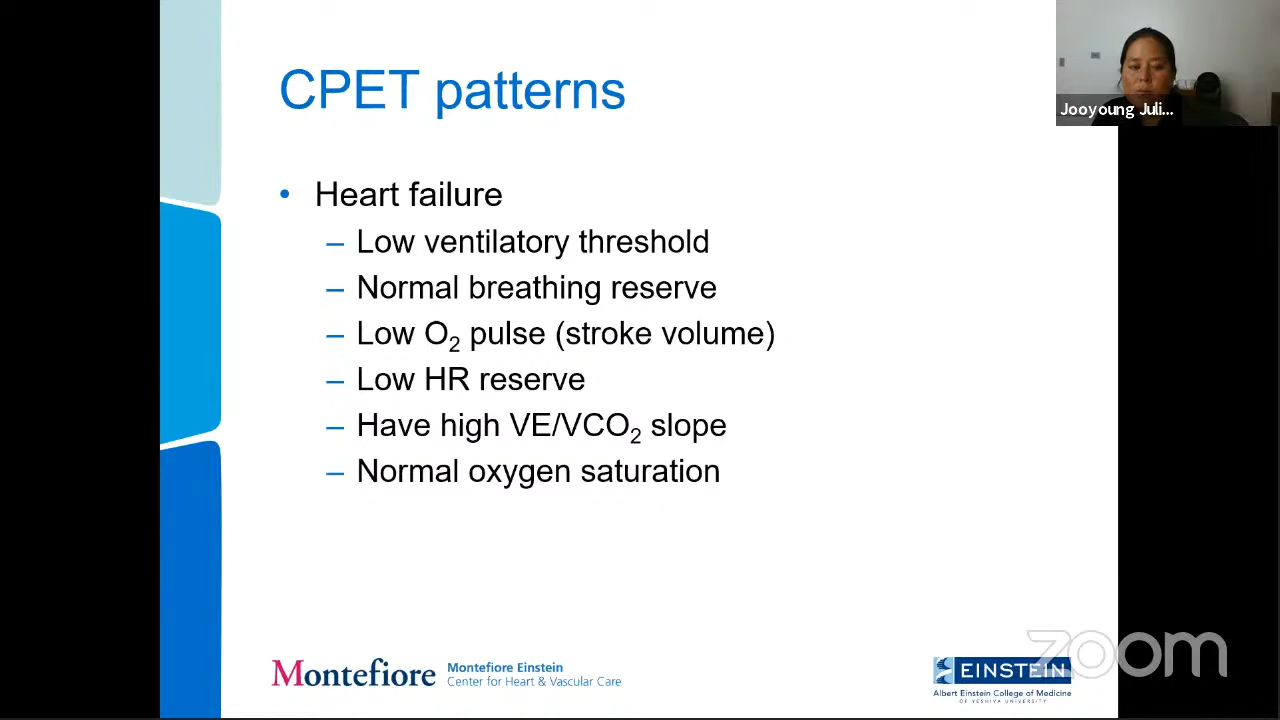 CPET patterns
Jooyoung Juli...
• Heart failure
– Low ventilatory threshold
– Normal breathing reserve
– Low O₂ pulse (stroke volume)
– Low HR reserve
– Have high VE/VCO₂ slope
– Normal oxygen saturation
zoom
Montefiore
Montefiore Einstein
Center for Heart & Vascular Care
EINSTEIN
Albert Einstein College of Medicine
OF YESHIVA UNIVERSITY